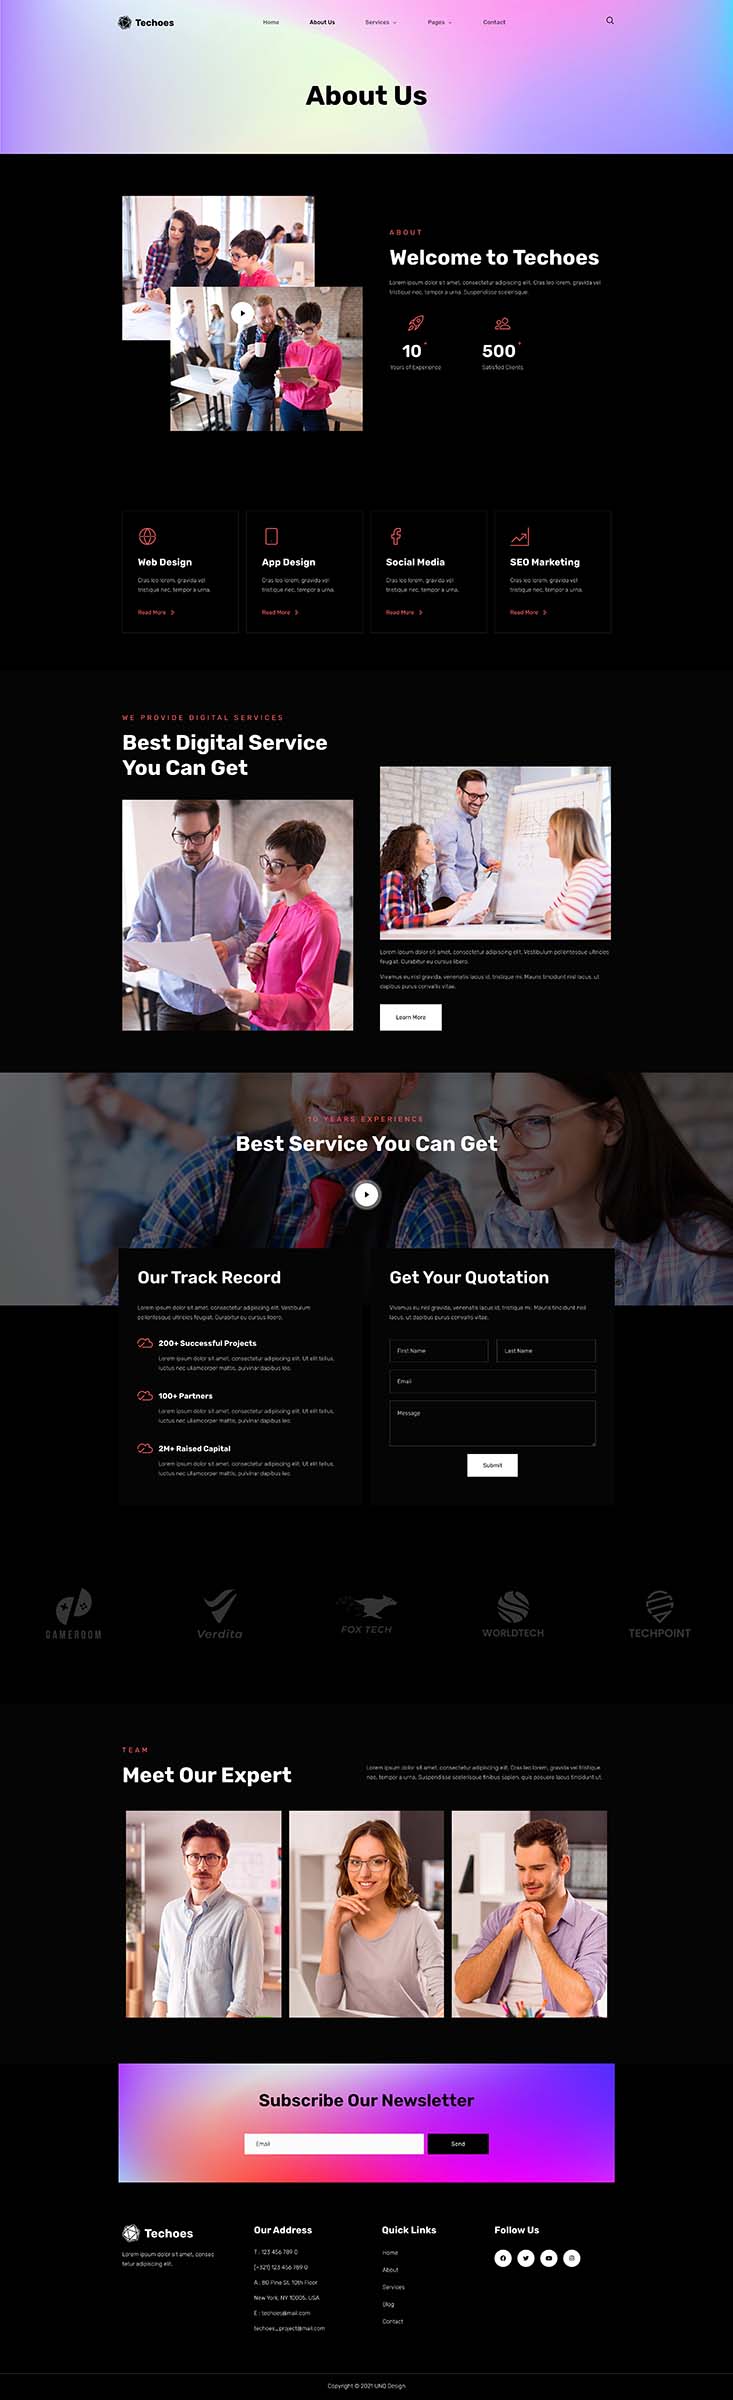 Techoes
Home
About Us
Services
Pages
Contact
About Us
ABOUT
Welcome to Techoes
Lorem ipsum dolor sit amet, consectetur adipiscing elit. Cras leo lorem, gravida vel
tristique nec, tempor a urna. Suspendisse scelerisque.
10 +
Years of Experience
500 +
Satisfied Clients
Web Design
Cras leo lorem, gravida vel
tristique nec, tempor a urna.
Read More
App Design
Cras leo lorem, gravida vel
tristique nec, tempor a urna.
Read More
Social Media
Cras leo lorem, gravida vel
tristique nec, tempor a urna.
Read More
SEO Marketing
Cras leo lorem, gravida vel
tristique nec, tempor a urna.
Read More
WE PROVIDE DIGITAL SERVICES
Best Digital Service
You Can Get
Lorem ipsum dolor sit amet, consectetur adipiscing elit. Vestibulum pellentesque ultricies
feugiat. Curabitur eu cursus libero.
Vivamus eu nisl gravida, venenatis lacus id, tristique mi. Mauris tincidunt nisl lacus, ut
dapibus purus convallis vitae.
Learn More
10 YEARS EXPERIENCE
Best Service You Can Get
Our Track Record
Lorem ipsum dolor sit amet, consectetur adipiscing elit. Vestibulum
pellentesque ultricies feugiat. Curabitur eu cursus libero.
200+ Successful Projects
Lorem ipsum dolor sit amet, consectetur adipiscing elit. Ut elit tellus,
luctus nec ullamcorper mattis, pulvinar dapibus leo.
100+ Partners
Lorem ipsum dolor sit amet, consectetur adipiscing elit. Ut elit tellus,
luctus nec ullamcorper mattis, pulvinar dapibus leo.
2M+ Raised Capital
Lorem ipsum dolor sit amet, consectetur adipiscing elit. Ut elit tellus,
luctus nec ullamcorper mattis, pulvinar dapibus leo.
Get Your Quotation
Vivamus eu nisl gravida, venenatis lacus id, tristique mi. Mauris tincidunt nisl
lacus, ut dapibus purus convallis vitae.
First Name
Last Name
Email
Message
Submit
GAMEROOM
Verdita
FOX TECH
WORLDTECH
TECHPOINT
TEAM
Meet Our Expert
Lorem ipsum dolor sit amet, consectetur adipiscing elit. Cras leo lorem, gravida vel tristique
nec, tempor a urna. Suspendisse scelerisque finibus sapien, quis posuere lacus tincidunt ut.
Subscribe Our Newsletter
Email
Send
Techoes
Lorem ipsum dolor sit amet, consec
tetur adipiscing elit.
Our Address
T : 123 456 789 0
(+321) 123 456 789 0
A : 80 Pine St, 10th Floor
New York, NY 10005, USA
E : techoes@mail.com
techoes_project@mail.com
Quick Links
Home
About
Services
Blog
Contact
Follow Us
Copyright © 2021 UNQ Design